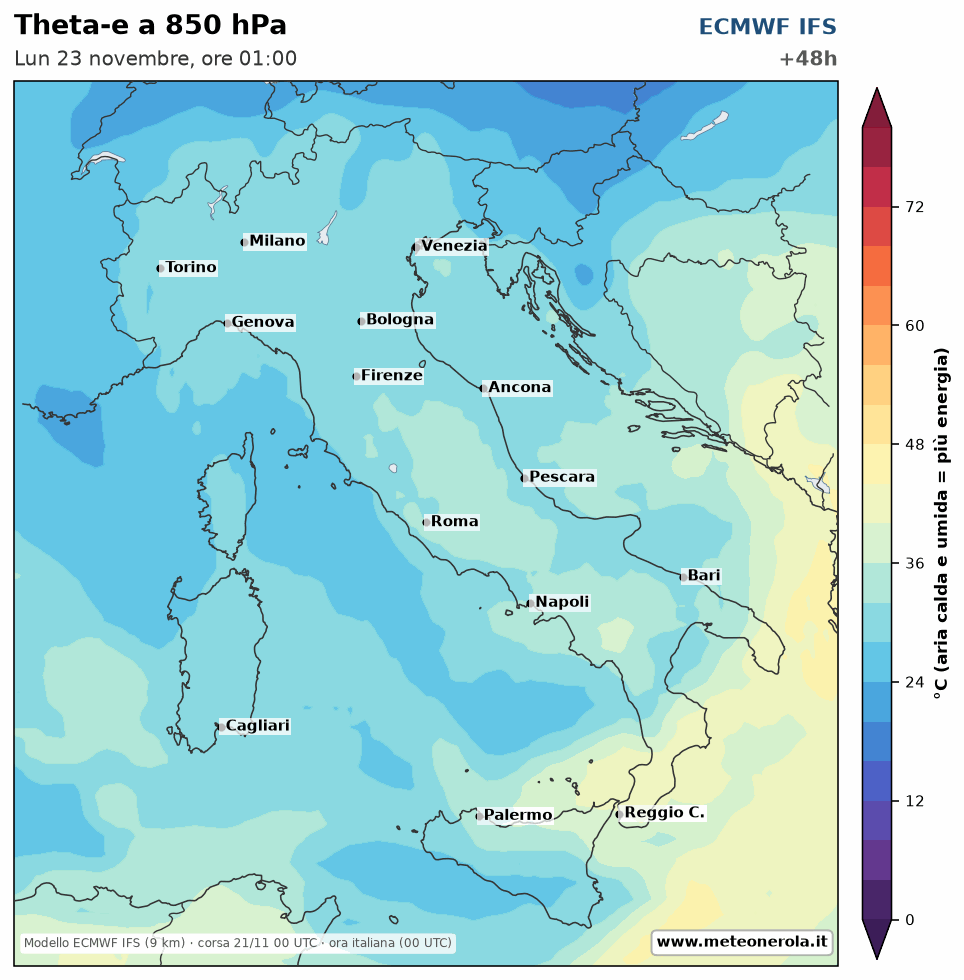 Theta-e a 850 hPa
ECMWF IFS
Lun 23 novembre, ore 01:00
+48h
Milano
Venezia
Torino
Genova
Bologna
Firenze
Ancona
Pescara
Roma
Bari
Napoli
Cagliari
Palermo
Reggio C.
72
60
48
36
24
12
0
°C (aria calda e umida = più energia)
Modello ECMWF IFS (9 km) · corsa 21/11 00 UTC · ora italiana (00 UTC)
www.meteonerola.it